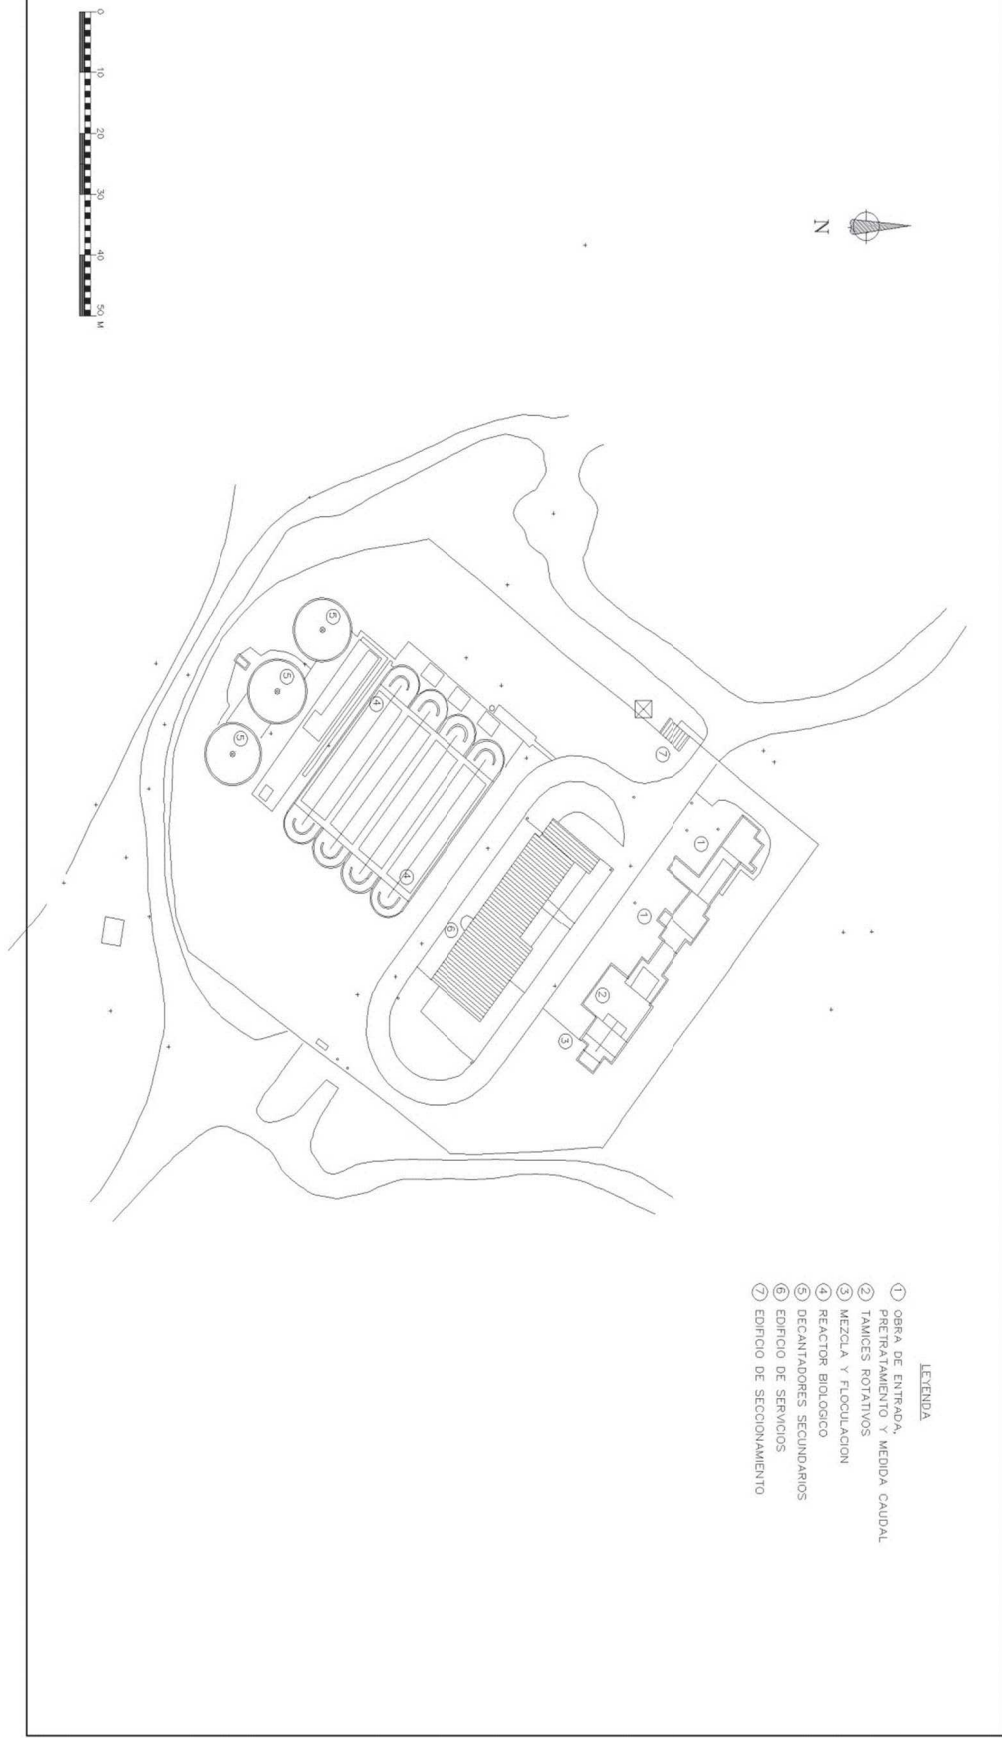 0
10
20
30
40
50 M
N
5
5
5
4
4
7
1
1
6
2
3
LEYENDA
1 OBRA DE ENTRADA,
PRETRATAMIENTO Y MEDIDA CAUDAL
2 TAMICES ROTATIVOS
3 MEZCLA Y FLOCULACION
4 REACTOR BIOLOGICO
5 DECANTADORES SECUNDARIOS
6 EDIFICIO DE SERVICIOS
7 EDIFICIO DE SECCIONAMIENTO